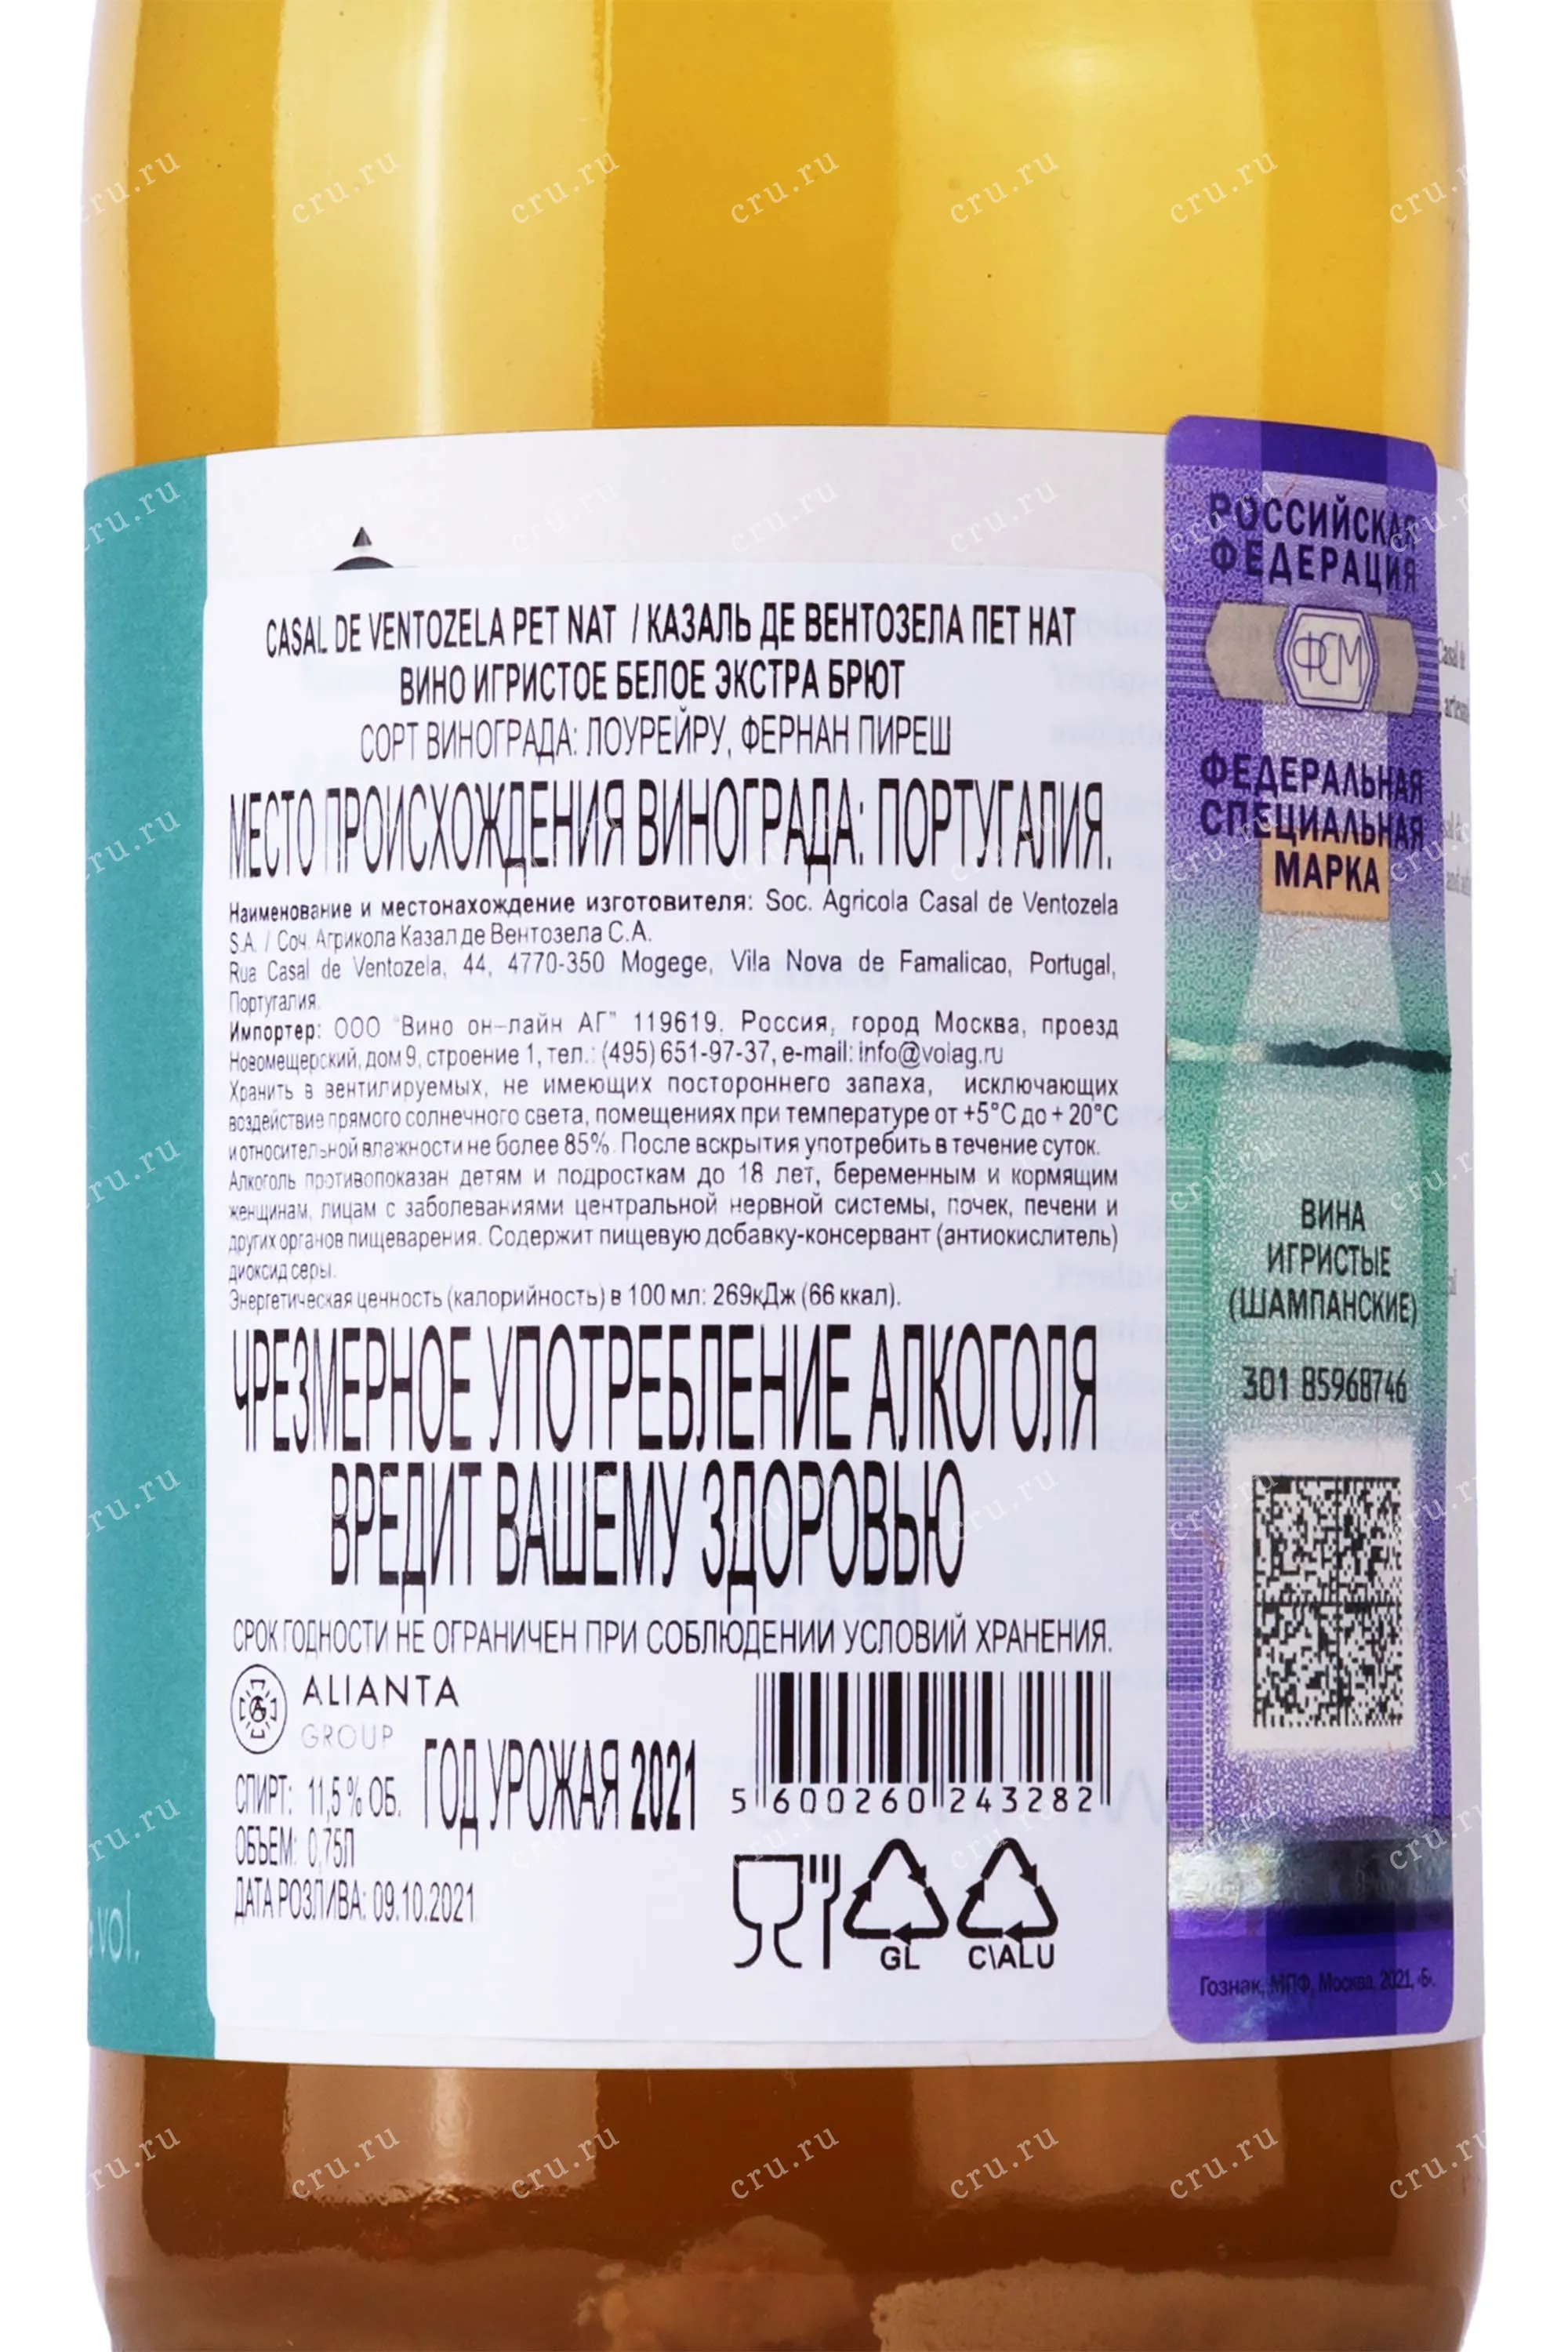 CASAL DE VENTOZELA PET NAT / КАЗАЛЬ ДЕ ВЕНТОЗЕЛА ПЕТ НАТ
ВИНО ИГРИСТОЕ БЕЛОЕ ЭКСТРА БРЮТ
СОРТ ВИНОГРАДА: ЛОУРЕЙРУ, ФЕРНАН ПИРЕШ
МЕСТО ПРОИСХОЖДЕНИЯ ВИНОГРАДА: ПОРТУГАЛИЯ.
Наименование и местонахождение изготовителя: Soc. Agricola Casal de Ventozela
S.A. / Соч. Агрикола Казал де Вентозела С.А.
Rua Casal de Ventozela, 44, 4770-350 Mogege, Vila Nova de Famalicao, Portugal,
Португалия.
Импортер: ООО "Вино он-лайн АГ" 119619. Россия, город Москва, проезд
Новомещерский, дом 9, строение 1, тел.: (495) 651-97-37, e-mail: info@volag.ru
Хранить в вентилируемых, не имеющих постороннего запаха, исключающих
воздействие прямого солнечного света, помещениях при температуре от +5°С до + 20°С
и относительной влажности не более 85%. После вскрытия употребить в течение суток.
Алкоголь противопоказан детям и подросткам до 18 лет, беременным и кормящим
женщинам, лицам с заболеваниями центральной нервной системы, почек, печени и
других органов пищеварения. Содержит пищевую добавку-консервант (антиокислитель)
диоксид серы.
Энергетическая ценность (калорийность) в 100 мл: 269кДж (66 ккал).
ЧРЕЗМЕРНОЕ УПОТРЕБЛЕНИЕ АЛКОГОЛЯ
ВРЕДИТ ВАШЕМУ ЗДОРОВЬЮ
СРОК ГОДНОСТИ НЕ ОГРАНИЧЕН ПРИ СОБЛЮДЕНИИ УСЛОВИЙ ХРАНЕНИЯ.
ALIANTA
GROUP
ГОД УРОЖАЯ 2021
СПИРТ: 11,5 % ОБ.
ОБЪЕМ: 0,75Л
ДАТА РОЗЛИВА: 09.10.2021
5 600260 243282
GL
C\ALU
vol.
РОССИЙСКАЯ
ФЕДЕРАЦИЯ
ФСМ
ФЕДЕРАЛЬНАЯ
СПЕЦИАЛЬНАЯ
МАРКА
ВИНА
ИГРИСТЫЕ
(ШАМПАНСКИЕ)
301 85968746
Гознак, МПФ, Москва, 2021, «Б».
cru.ru